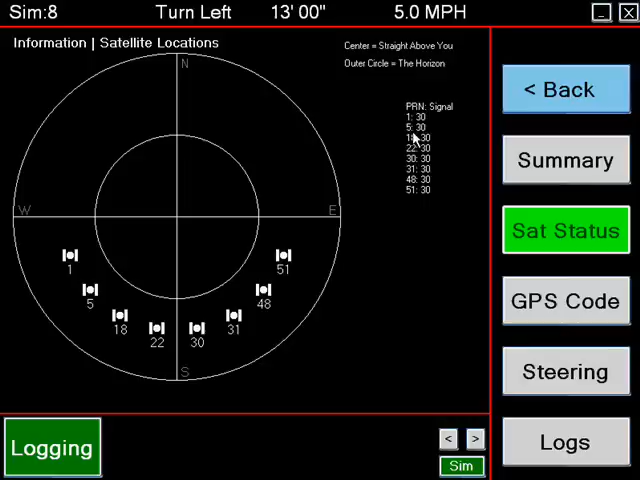 Sim:8 Turn Left 13' 00" 5.0 MPH
Information | Satellite Locations
Center = Straight Above You
Outer Circle = The Horizon
N
W
E
S
PRN: Signal
1: 30
5: 30
18: 30
22: 30
30: 30
31: 30
48: 30
51: 30
1
5
18
22
30
31
48
51
< Back
Summary
Sat Status
GPS Code
Steering
Logs
Logging
< >
Sim